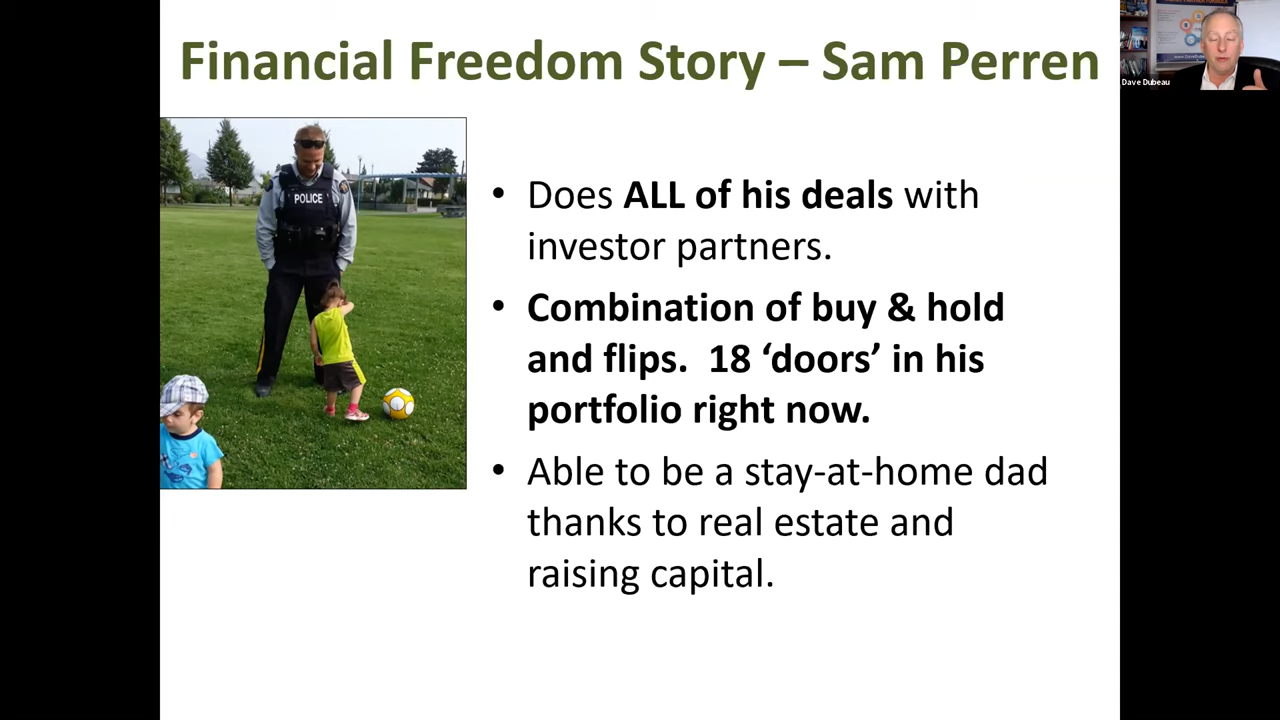 Financial Freedom Story – Sam Perren
Dave Dubeau
POLICE
• Does ALL of his deals with
investor partners.
• Combination of buy & hold
and flips. 18 ‘doors’ in his
portfolio right now.
• Able to be a stay-at-home dad
thanks to real estate and
raising capital.